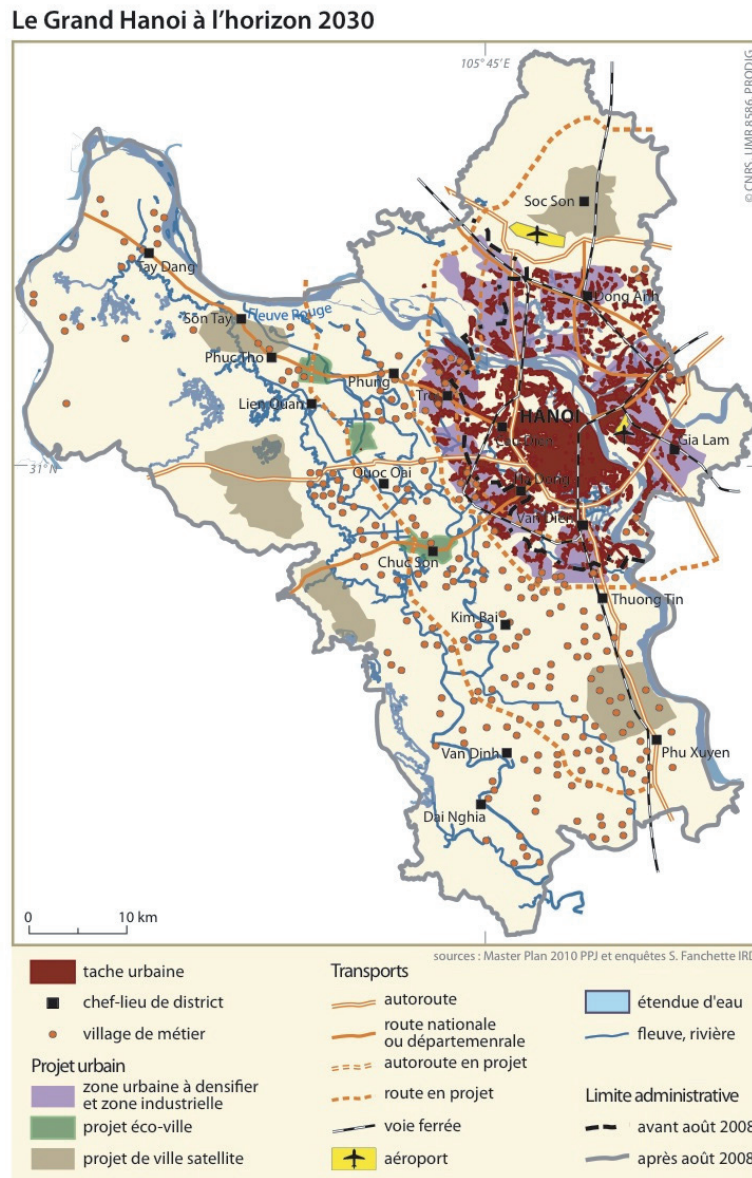 Le Grand Hanoi à l'horizon 2030
105° 45' E
© CNRS, UMR 8586, PRODIG
Soc Son
Tay Dang
Dong Anh
Son Tay
Fleuve Rouge
Phuc Tho
Phung
Lien Quan
HANOI
Gia Lam
31° N
Quoc Oai
Ha Dong
Van Dien
Chuc Son
Thuong Tin
Kim Bai
Van Dinh
Phu Xuyen
Dai Nghia
0 10 km
sources : Master Plan 2010 PPJ et enquêtes S. Fanchette IRD
tache urbaine
chef-lieu de district
village de métier
Projet urbain
zone urbaine à densifier
et zone industrielle
projet éco-ville
projet de ville satellite
Transports
autoroute
route nationale
ou départemenrale
autoroute en projet
route en projet
voie ferrée
aéroport
étendue d'eau
fleuve, rivière
Limite administrative
avant août 2008
après août 2008